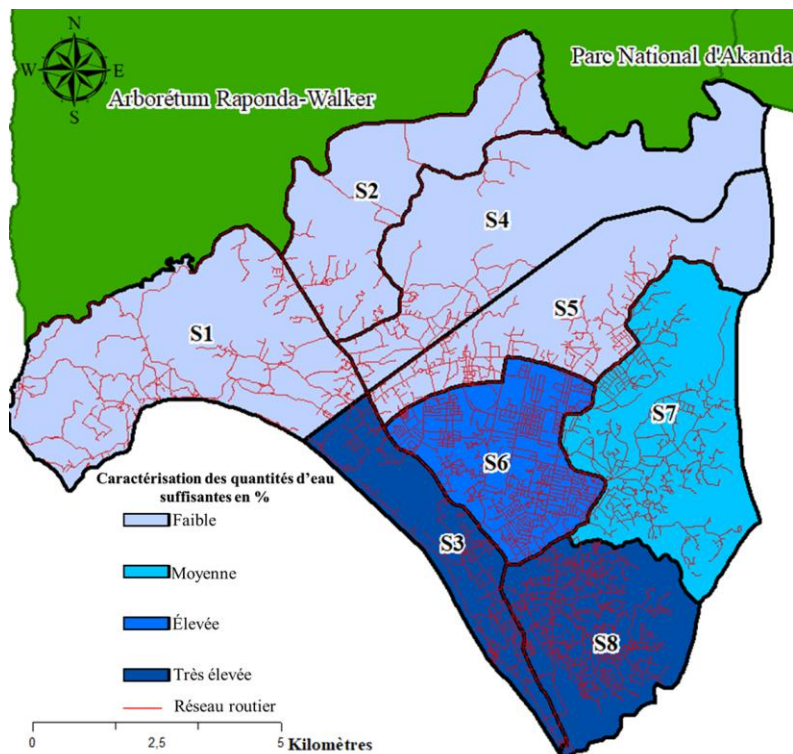 N
W E
S
Arborétum Raponda-Walker
Parc National d'Akanda
S2
S4
S1
S5
S7
S6
S3
S8
Caractérisation des quantités d'eau
suffisantes en %
Faible
Moyenne
Élevée
Très élevée
Réseau routier
0 2,5 5 Kilomètres